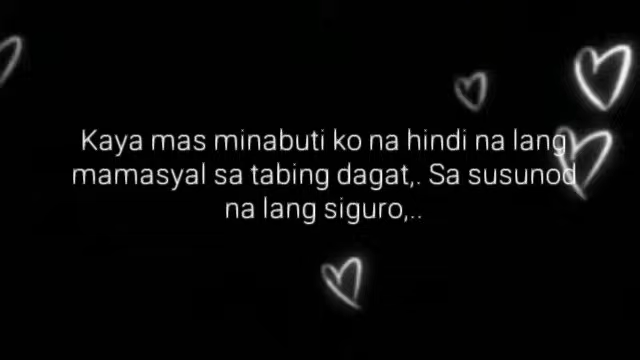 Kaya mas minabuti ko na hindi na lang
mamasyal sa tabing dagat,. Sa susunod
na lang siguro,..